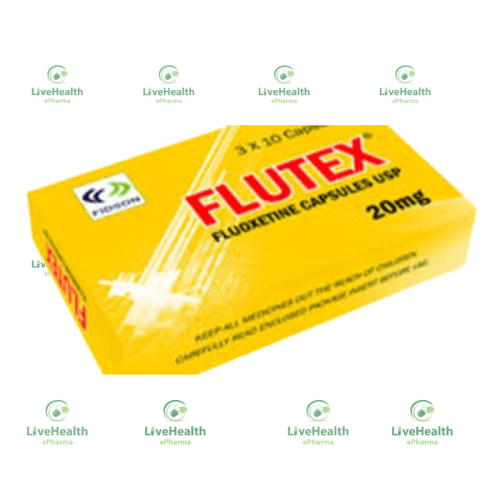 LiveHealth
ePharma
LiveHealth
ePharma
LiveHealth
ePharma
LiveHealth
ePharma
3 X 10 Capsu
FLUTEX®
FLUOXETINE CAPSULES USP
20mg
FIDSON
FLUTEX
KEEP ALL MEDICINES OUT THE REACH OF CHILDREN.
CAREFULLY READ ENCLOSED PACKAGE INSERT BEFORE USE.
LiveHealth
ePharma
LiveHealth
ePharma
LiveHealth
ePharma
LiveHealth
ePharma